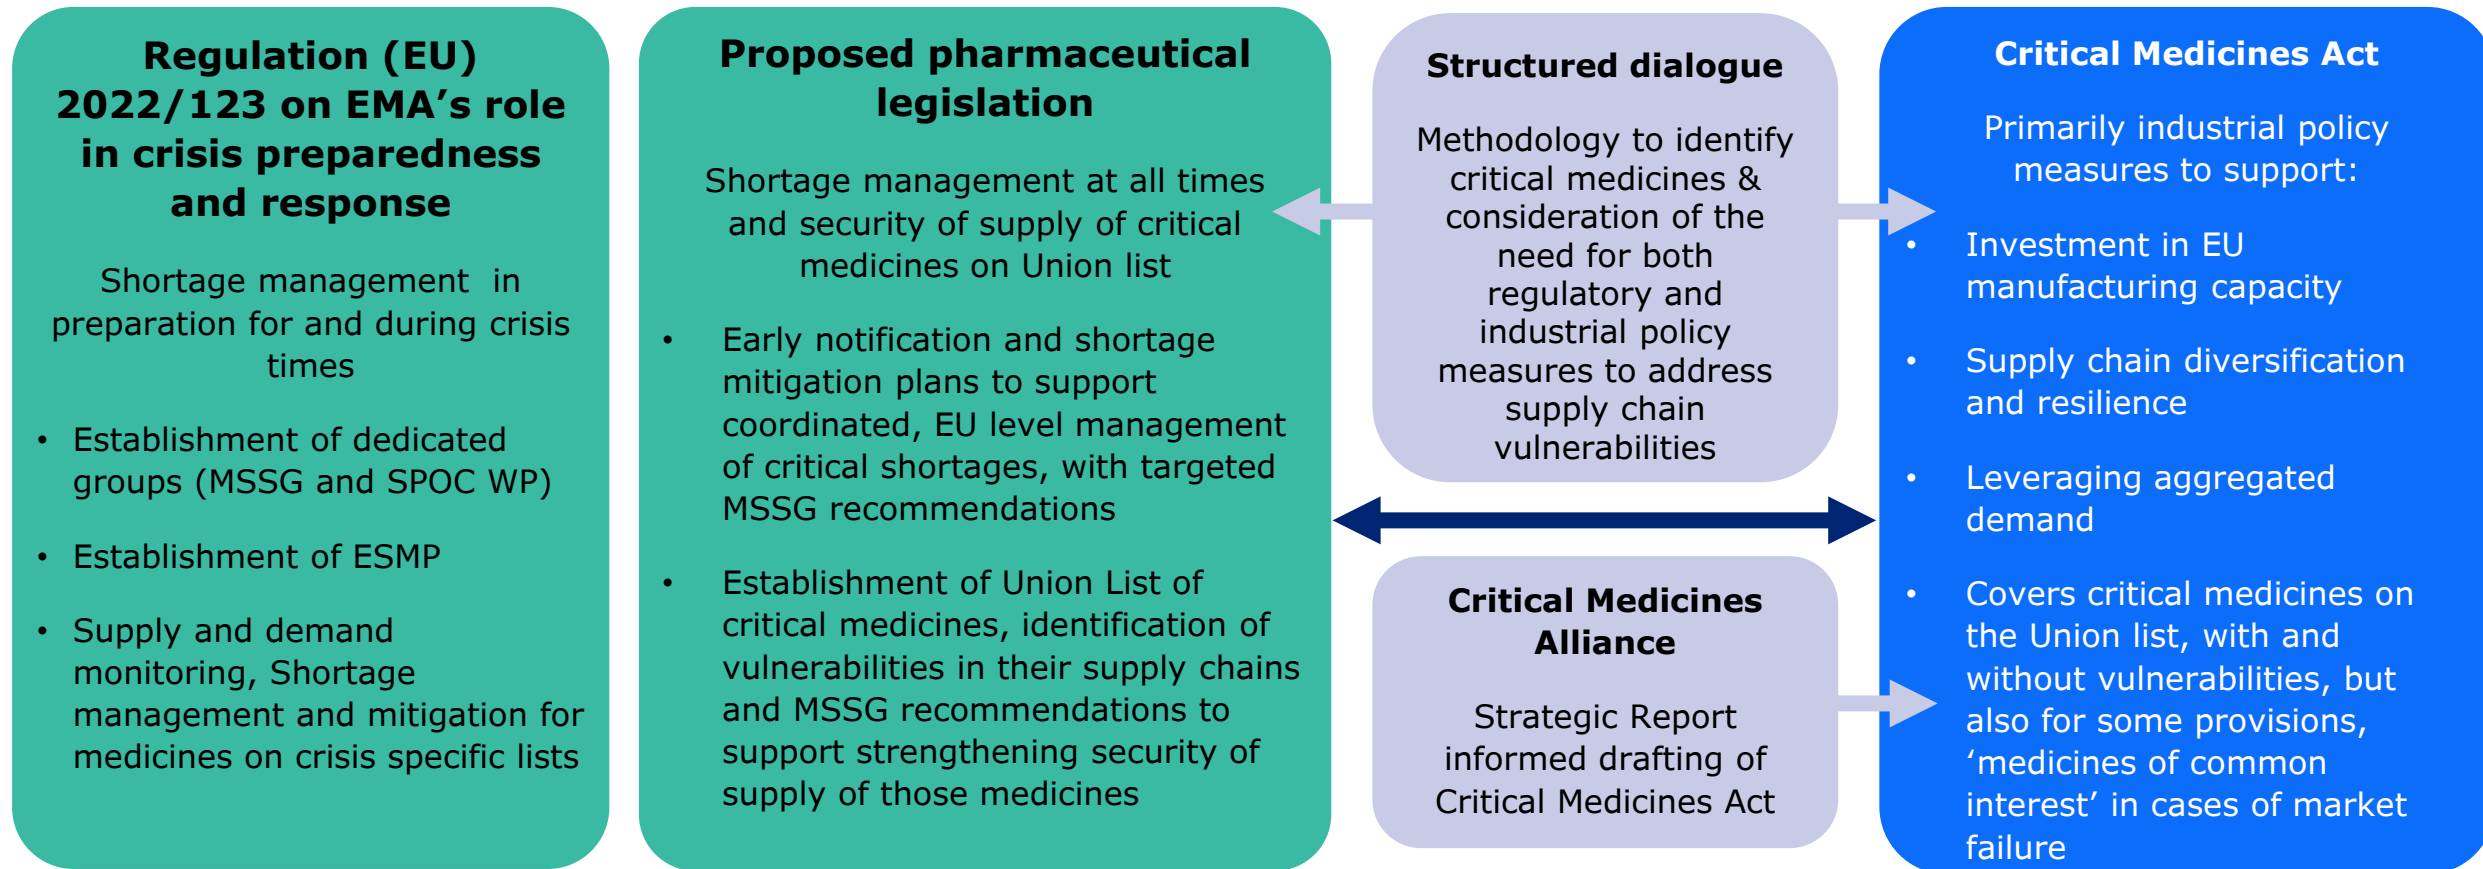 Regulation (EU)
2022/123 on EMA’s role
in crisis preparedness
and response
Shortage management  in
preparation for and during crisis
times
• Establishment of dedicated
groups (MSSG and SPOC WP)
• Establishment of ESMP
• Supply and demand
monitoring, Shortage
management and mitigation for
medicines on crisis specific lists
Proposed pharmaceutical
legislation
Shortage management at all times
and security of supply of critical
medicines on Union list
• Early notification and shortage
mitigation plans to support
coordinated, EU level management
of critical shortages, with targeted
MSSG recommendations
• Establishment of Union List of
critical medicines, identification of
vulnerabilities in their supply chains
and MSSG recommendations to
support strengthening security of
supply of those medicines
Structured dialogue
Methodology to identify
critical medicines &
consideration of the
need for both
regulatory and
industrial policy
measures to address
supply chain
vulnerabilities
Critical Medicines
Alliance
Strategic Report
informed drafting of
Critical Medicines Act
Critical Medicines Act
Primarily industrial policy
measures to support:
• Investment in EU
manufacturing capacity
• Supply chain diversification
and resilience
• Leveraging aggregated
demand
• Covers critical medicines on
the Union list, with and
without vulnerabilities, but
also for some provisions,
‘medicines of common
interest’ in cases of market
failure